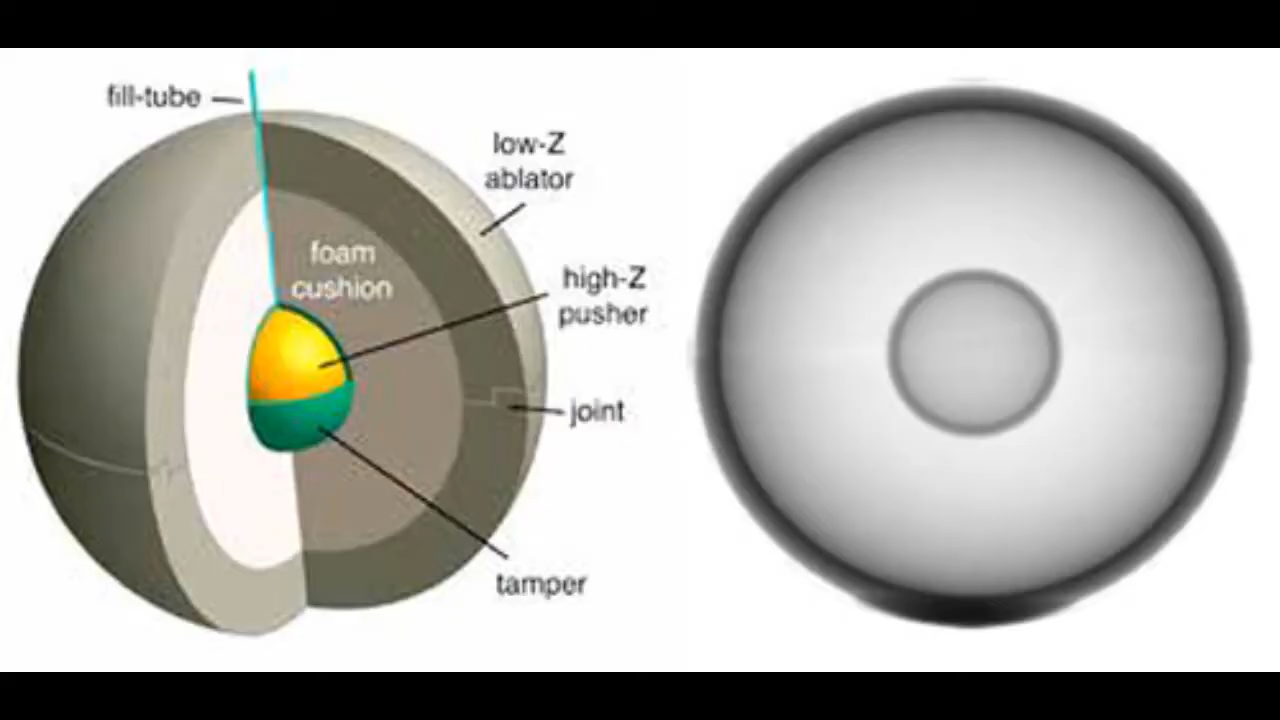 fill-tube
low-Z
ablator
foam
cushion
high-Z
pusher
joint
tamper